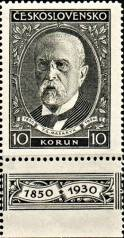 ČESKOSLOVENSKO
T.G. MASARYK
10 KORUN 10
1850 1930